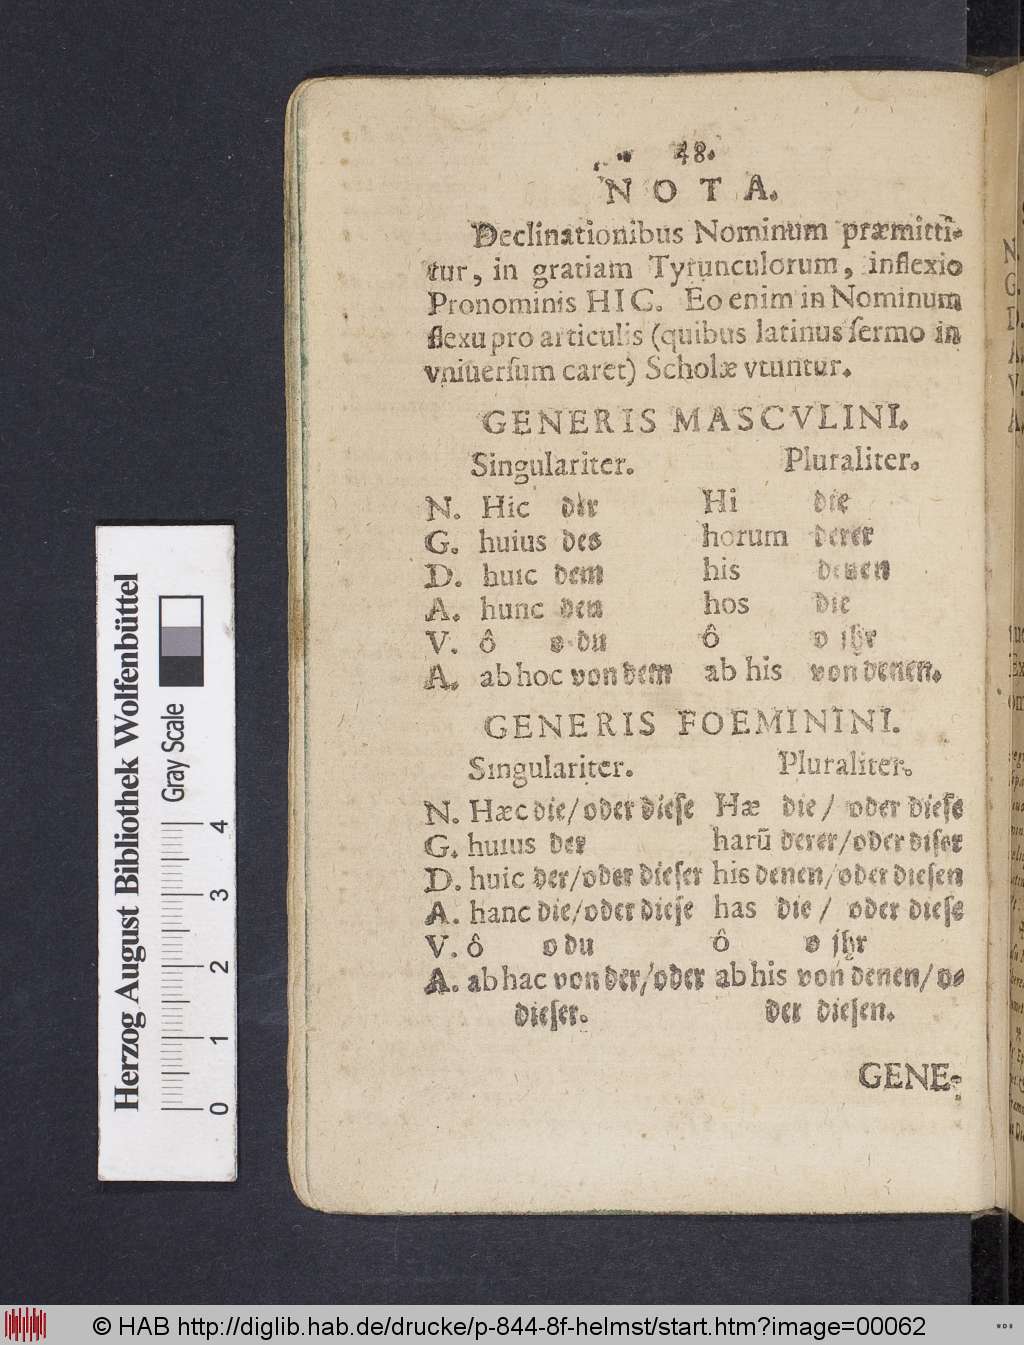 48.
NOTA.
Declinationibus Nominum præmitti-
tur, in gratiam Tyrunculorum, inflexio
Pronominis HIC. Eo enim in Nominum
flexu pro articulis (quibus latinus ſermo in
vniuerſum caret) Scholæ vtuntur.
GENERIS MASCVLINI.
Singulariter. Pluraliter.
N. Hic der Hi die
G. huius des horum derer
D. huic dem his denen
A. hunc den hos die
V. ô o du ô o jhr
A. ab hoc von dem ab his von denen.
GENERIS FOEMININI.
Singulariter. Pluraliter.
N. Hæc die/ oder dieſe Hæ die/ oder dieſe
G. huius der harū derer/ oder diſer
D. huic der/ oder dieſer his denen/ oder dieſen
A. hanc die/ oder dieſe has die/ oder dieſe
V. ô o du ô o jhr
A. ab hac von der/ oder ab his von denen/ o-
dieſer. der dieſen.
GENE-
Herzog August Bibliothek Wolfenbüttel
Gray Scale
0 1 2 3 4
© HAB http://diglib.hab.de/drucke/p-844-8f-helmst/start.htm?image=00062